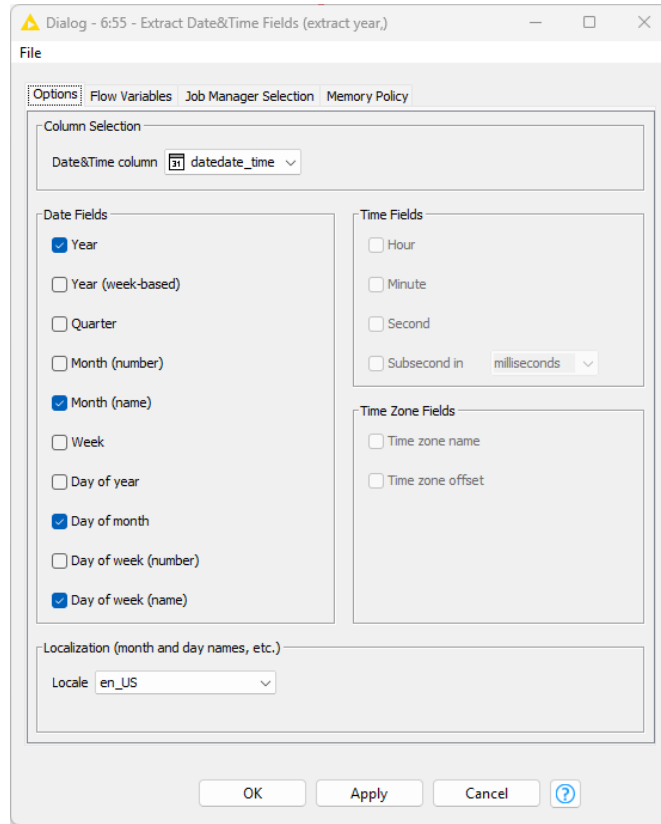 Dialog - 6:55 - Extract Date&Time Fields (extract year,)
File
Options Flow Variables Job Manager Selection Memory Policy
Column Selection
Date&Time column 31 datedate_time
Date Fields
Year
Year (week-based)
Quarter
Month (number)
Month (name)
Week
Day of year
Day of month
Day of week (number)
Day of week (name)
Time Fields
Hour
Minute
Second
Subsecond in milliseconds
Time Zone Fields
Time zone name
Time zone offset
Localization (month and day names, etc.)
Locale en_US
OK Apply Cancel ?